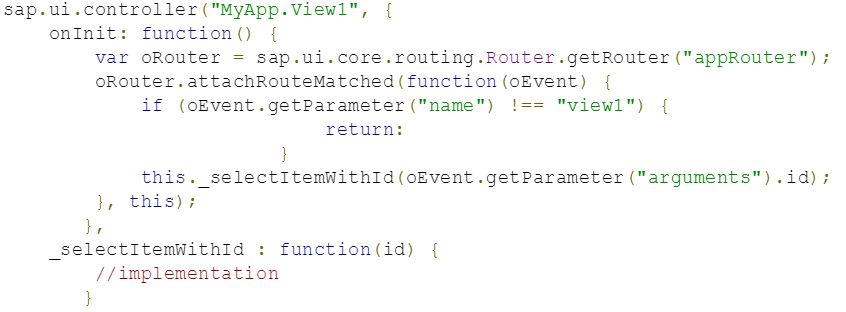 sap.ui.controller("MyApp.View1", {
onInit: function() {
var oRouter = sap.ui.core.routing.Router.getRouter("appRouter");
oRouter.attachRouteMatched(function(oEvent) {
if (oEvent.getParameter("name") !== "view1") {
return:
}
this._selectItemWithId(oEvent.getParameter("arguments").id);
}, this);
},
_selectItemWithId : function(id) {
//implementation
}